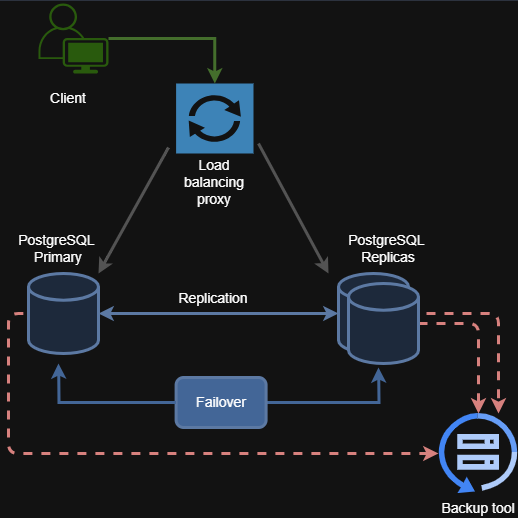 Client
Load
balancing
proxy
PostgreSQL
Primary
PostgreSQL
Replicas
Replication
Failover
Backup tool